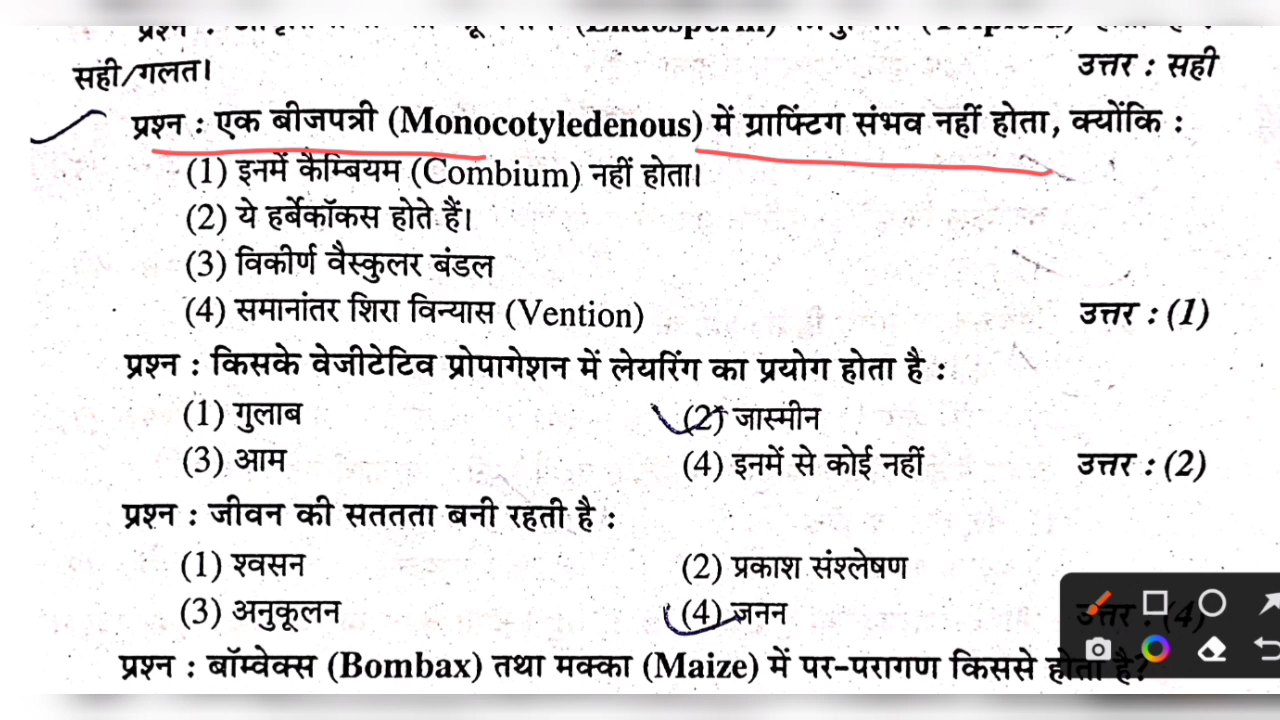 (Endosperm)
सही/गलत। उत्तर : सही
प्रश्न : एक बीजपत्री (Monocotyledenous) में ग्राफ्टिंग संभव नहीं होता, क्योंकि :
(1) इनमें कैम्बियम (Combium) नहीं होता।
(2) ये हर्बेकॉकस होते हैं।
(3) विकीर्ण वैस्कुलर बंडल
(4) समानांतर शिरा विन्यास (Vention) उत्तर : (1)
प्रश्न : किसके वेजीटेटिव प्रोपागेशन में लेयरिंग का प्रयोग होता है :
(1) गुलाब (2) जास्मीन
(3) आम (4) इनमें से कोई नहीं उत्तर : (2)
प्रश्न : जीवन की सततता बनी रहती है :
(1) श्वसन (2) प्रकाश संश्लेषण
(3) अनुकूलन (4) जनन उत्तर : (4)
प्रश्न : बॉम्वेक्स (Bombax) तथा मक्का (Maize) में पर-परागण किससे होता है?